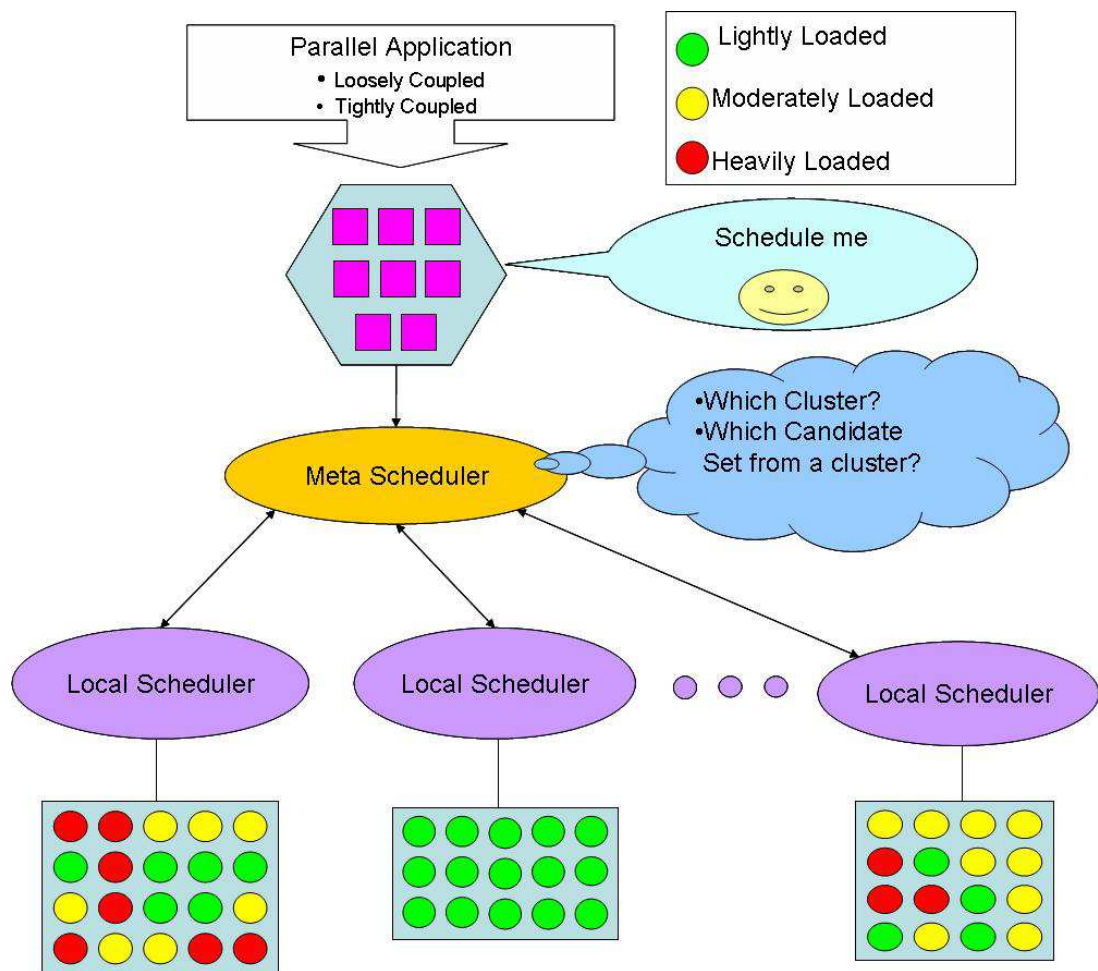 Parallel Application
• Loosely Coupled
• Tightly Coupled
Lightly Loaded
Moderately Loaded
Heavily Loaded
Schedule me
•Which Cluster?
•Which Candidate
Set from a cluster?
Meta Scheduler
Local Scheduler
Local Scheduler
Local Scheduler